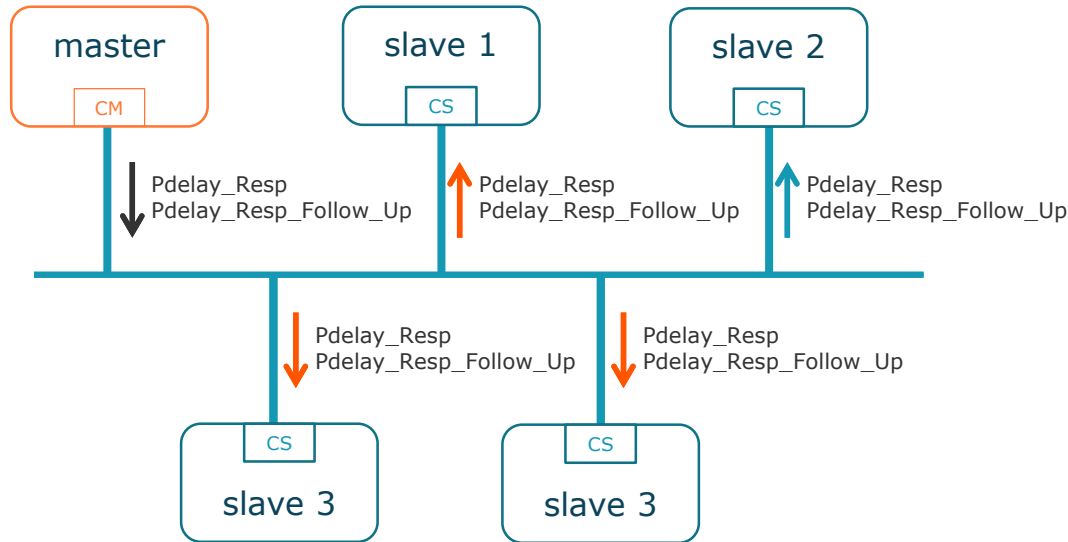 master
CM
slave 1
CS
slave 2
CS
Pdelay_Resp
Pdelay_Resp_Follow_Up
Pdelay_Resp
Pdelay_Resp_Follow_Up
Pdelay_Resp
Pdelay_Resp_Follow_Up
Pdelay_Resp
Pdelay_Resp_Follow_Up
Pdelay_Resp
Pdelay_Resp_Follow_Up
CS
slave 3
CS
slave 3